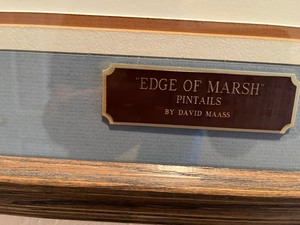 "EDGE OF MARSH"
PINTAILS
BY DAVID MAASS